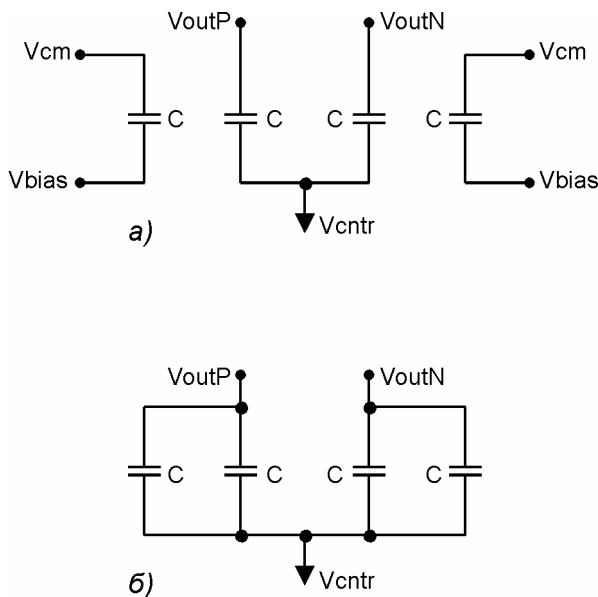 VoutP VoutN
Vcm Vcm
C C C C
Vbias Vbias
Vcntr
а)
VoutP VoutN
C C C C
Vcntr
б)